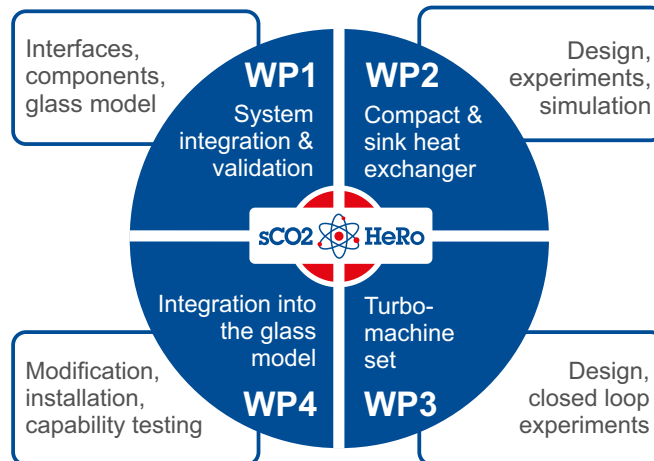 Interfaces,
components,
glass model
WP1
System
integration &
validation
WP2
Compact &
sink heat
exchanger
Design,
experiments,
simulation
sCO2 HeRo
Integration into
the glass
model
WP4
Turbo-
machine
set
WP3
Modification,
installation,
capability testing
Design,
closed loop
experiments